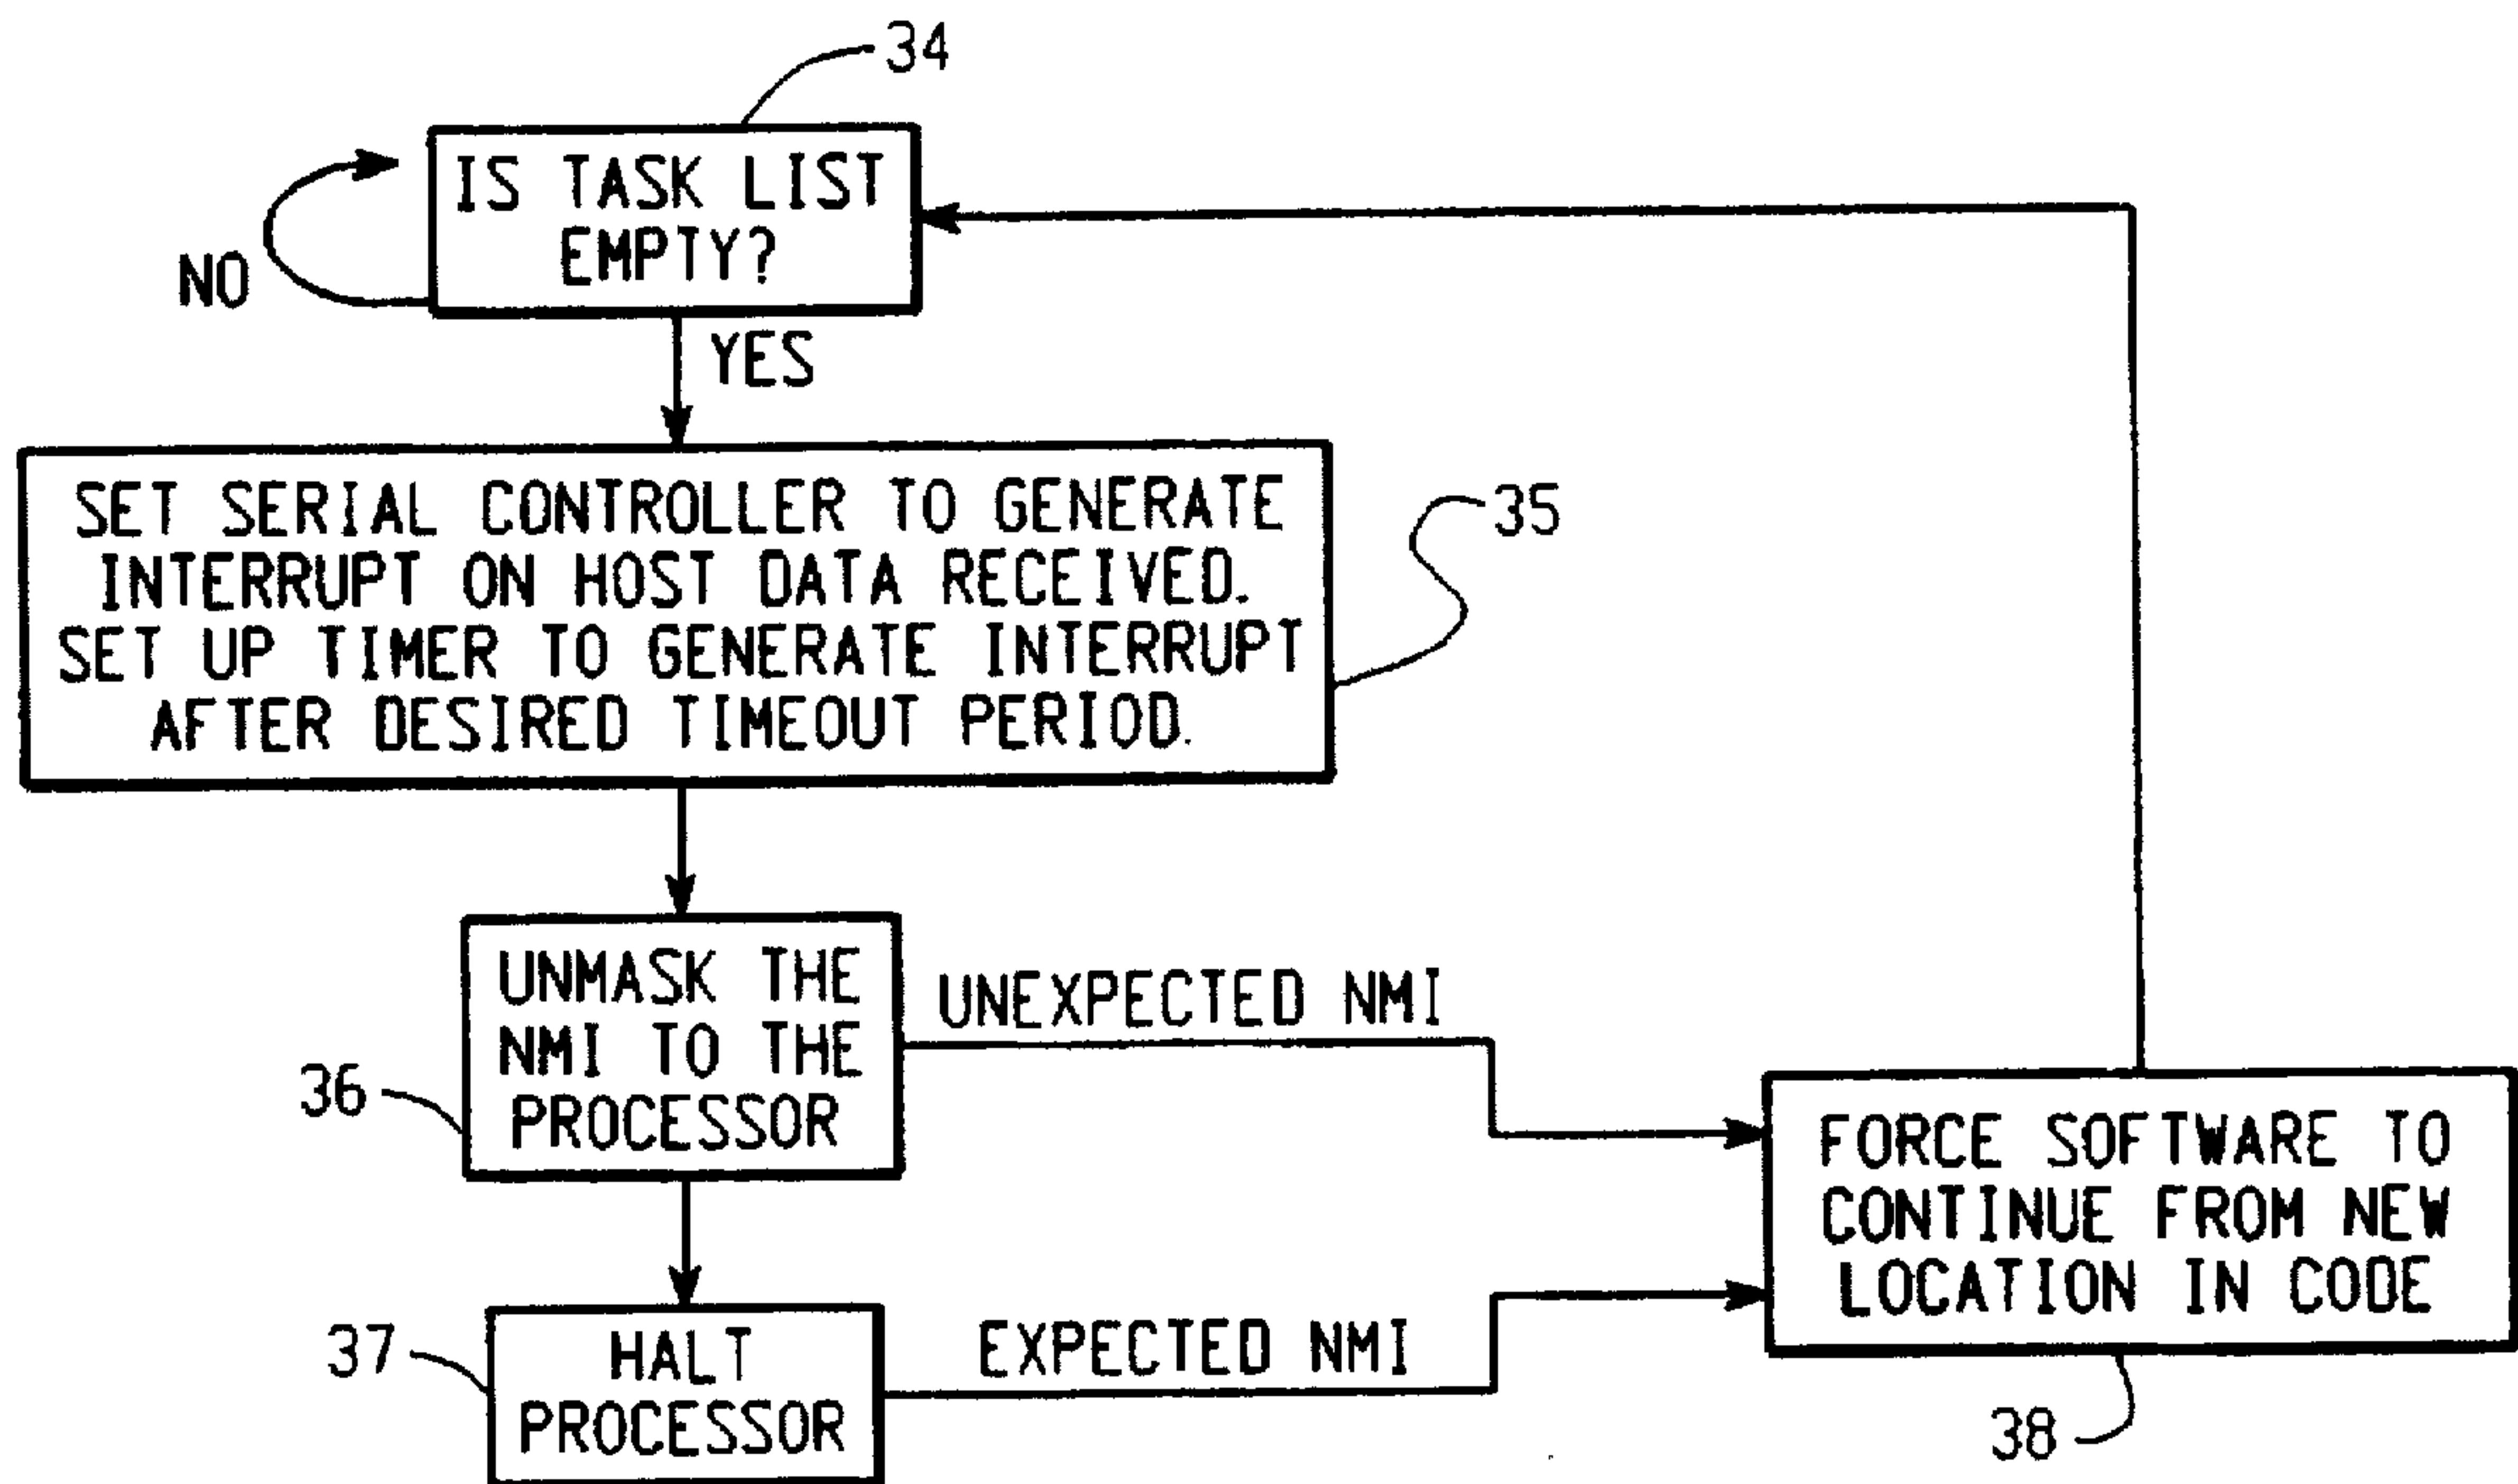 34
IS TASK LIST
EMPTY?
NO
YES
SET SERIAL CONTROLLER TO GENERATE
INTERRUPT ON HOST DATA RECEIVED.
SET UP TIMER TO GENERATE INTERRUPT
AFTER DESIRED TIMEOUT PERIOD.
35
UNMASK THE
NMI TO THE
PROCESSOR
36
UNEXPECTED NMI
HALT
PROCESSOR
37
EXPECTED NMI
FORCE SOFTWARE TO
CONTINUE FROM NEW
LOCATION IN CODE
38